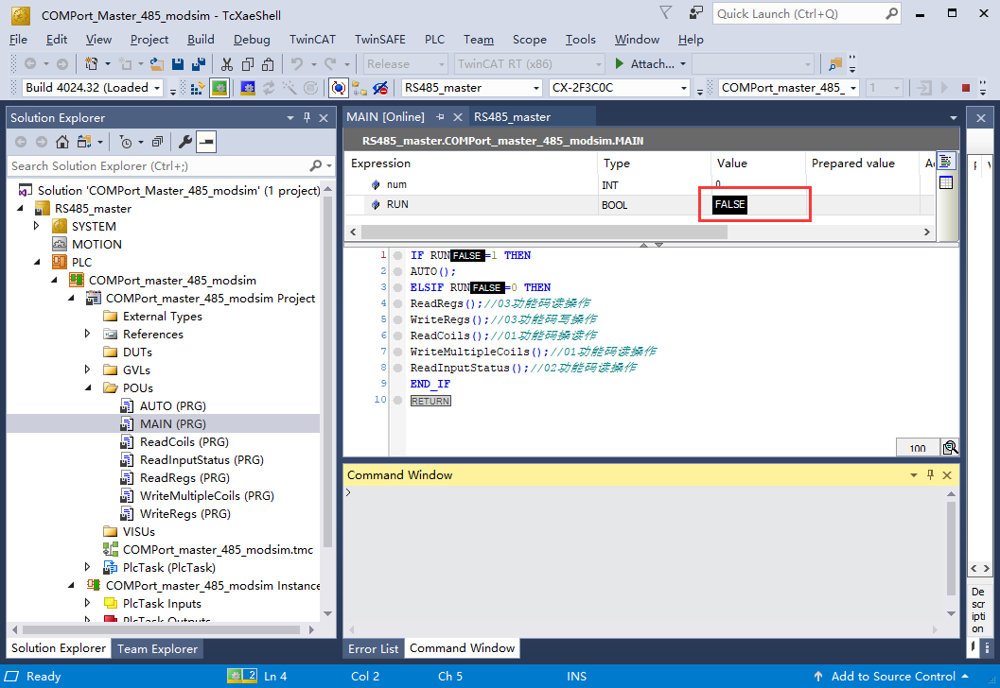 COMPort_Master_485_modsim - TcXaeShell
Quick Launch (Ctrl+Q)
File Edit View Project Build Debug TwinCAT TwinSAFE PLC Team Scope Tools Window Help
Release TwinCAT RT (x86) Attach...
Build 4024.32 (Loaded RS485_master CX-2F3C0C COMPort_master_485_ 1
Solution Explorer
Search Solution Explorer (Ctrl+;)
Solution 'COMPort_Master_485_modsim' (1 project)
RS485_master
SYSTEM
MOTION
PLC
COMPort_master_485_modsim
COMPort_master_485_modsim Project
External Types
References
DUTs
GVLs
POUs
AUTO (PRG)
MAIN (PRG)
ReadCoils (PRG)
ReadInputStatus (PRG)
ReadRegs (PRG)
WriteMultipleCoils (PRG)
WriteRegs (PRG)
VISUs
COMPort_master_485_modsim.tmc
PlcTask (PlcTask)
COMPort_master_485_modsim Instance
PlcTask Inputs
PlcTask Outputs
Solution Explorer Team Explorer
MAIN [Online] RS485_master
RS485_master.COMPort_master_485_modsim.MAIN
Expression Type Value Prepared value
num INT 0
RUN BOOL FALSE
1 IF RUN FALSE =1 THEN
2 AUTO();
3 ELSIF RUN FALSE =0 THEN
4 ReadRegs();//03功能码读操作
5 WriteRegs();//03功能码写操作
6 ReadCoils();//01功能码操读作
7 WriteMultipleCoils();//01功能码读操作
8 ReadInputStatus();//02功能码读操作
9 END_IF
10 RETURN
100
Command Window
>
Error List Command Window
De
scr
ipti
on
Ready 2 Ln 4 Col 2 Ch 5 INS Add to Source Control